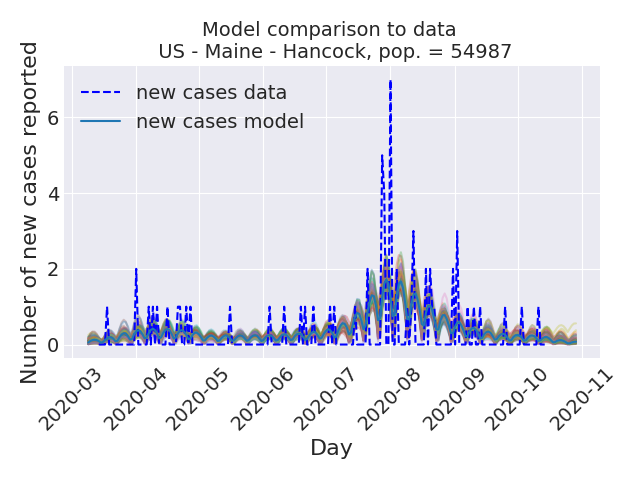 Model comparison to data
US - Maine - Hancock, pop. = 54987
Number of new cases reported
new cases data
new cases model
6
4
2
0
2020-03
2020-04
2020-05
2020-06
2020-07
2020-08
2020-09
2020-10
2020-11
Day